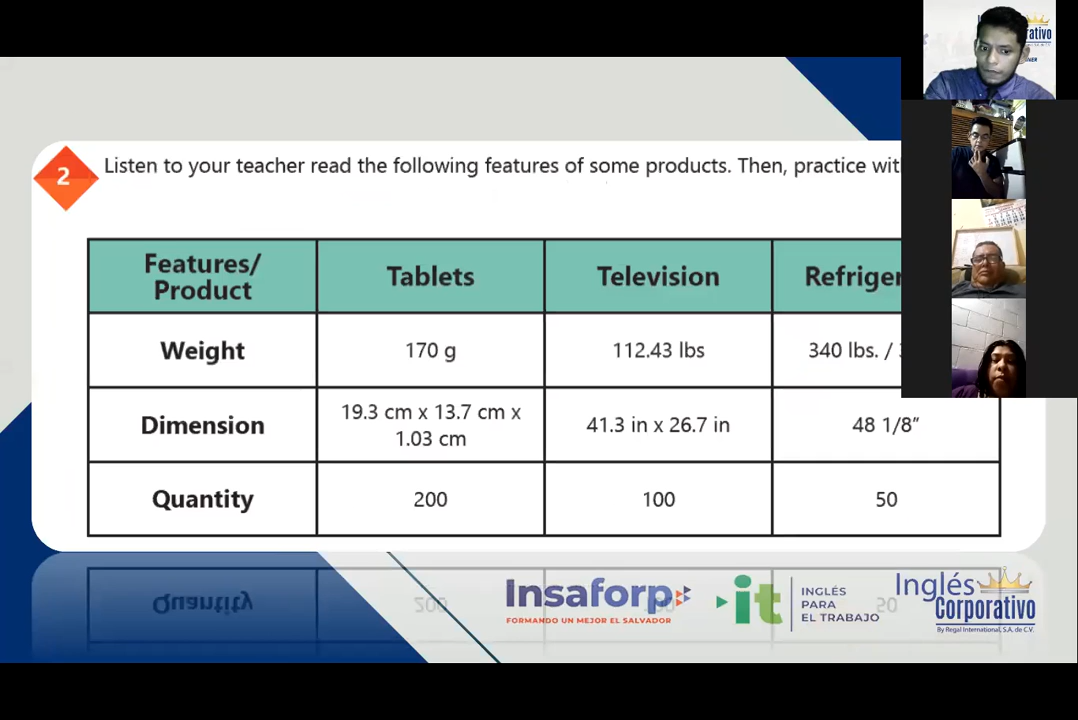 2
Listen to your teacher read the following features of some products. Then, practice
Features/ Tablets Television
Product
Weight 170 g 112.43 lbs 340 lbs. /
Dimension 19.3 cm x 13.7 cm x 41.3 in x 26.7 in 48 1/8”
1.03 cm
Quantity 200 100 50
Insaforp
FORMANDO UN MEJOR EL SALVADOR
it
INGLÉS
PARA
EL TRABAJO
Inglés
Corporativo
By Regal International, S.A. de C.V.